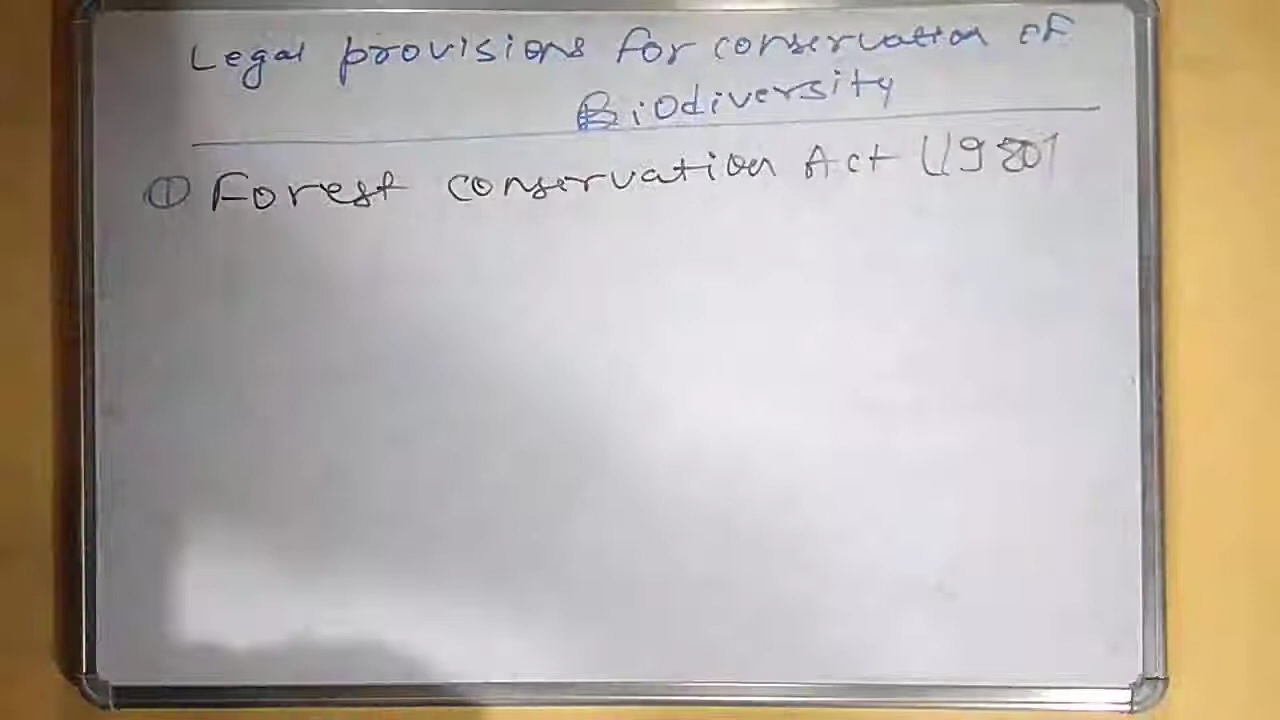 Legal provisions for conservation of
Biodiversity
① Forest conservation Act (1980)